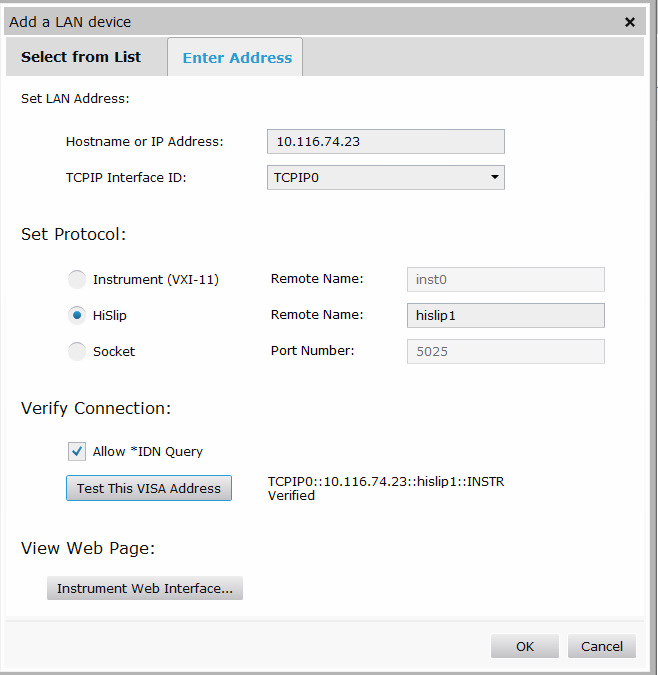 Add a LAN device
Select from List
Enter Address
Set LAN Address:
Hostname or IP Address:
10.116.74.23
TCPIP Interface ID:
TCPIP0
Set Protocol:
Instrument (VXI-11)
Remote Name:
inst0
HiSlip
Remote Name:
hislip1
Socket
Port Number:
5025
Verify Connection:
Allow *IDN Query
Test This VISA Address
TCPIP0::10.116.74.23::hislip1::INSTR
Verified
View Web Page:
Instrument Web Interface...
OK
Cancel